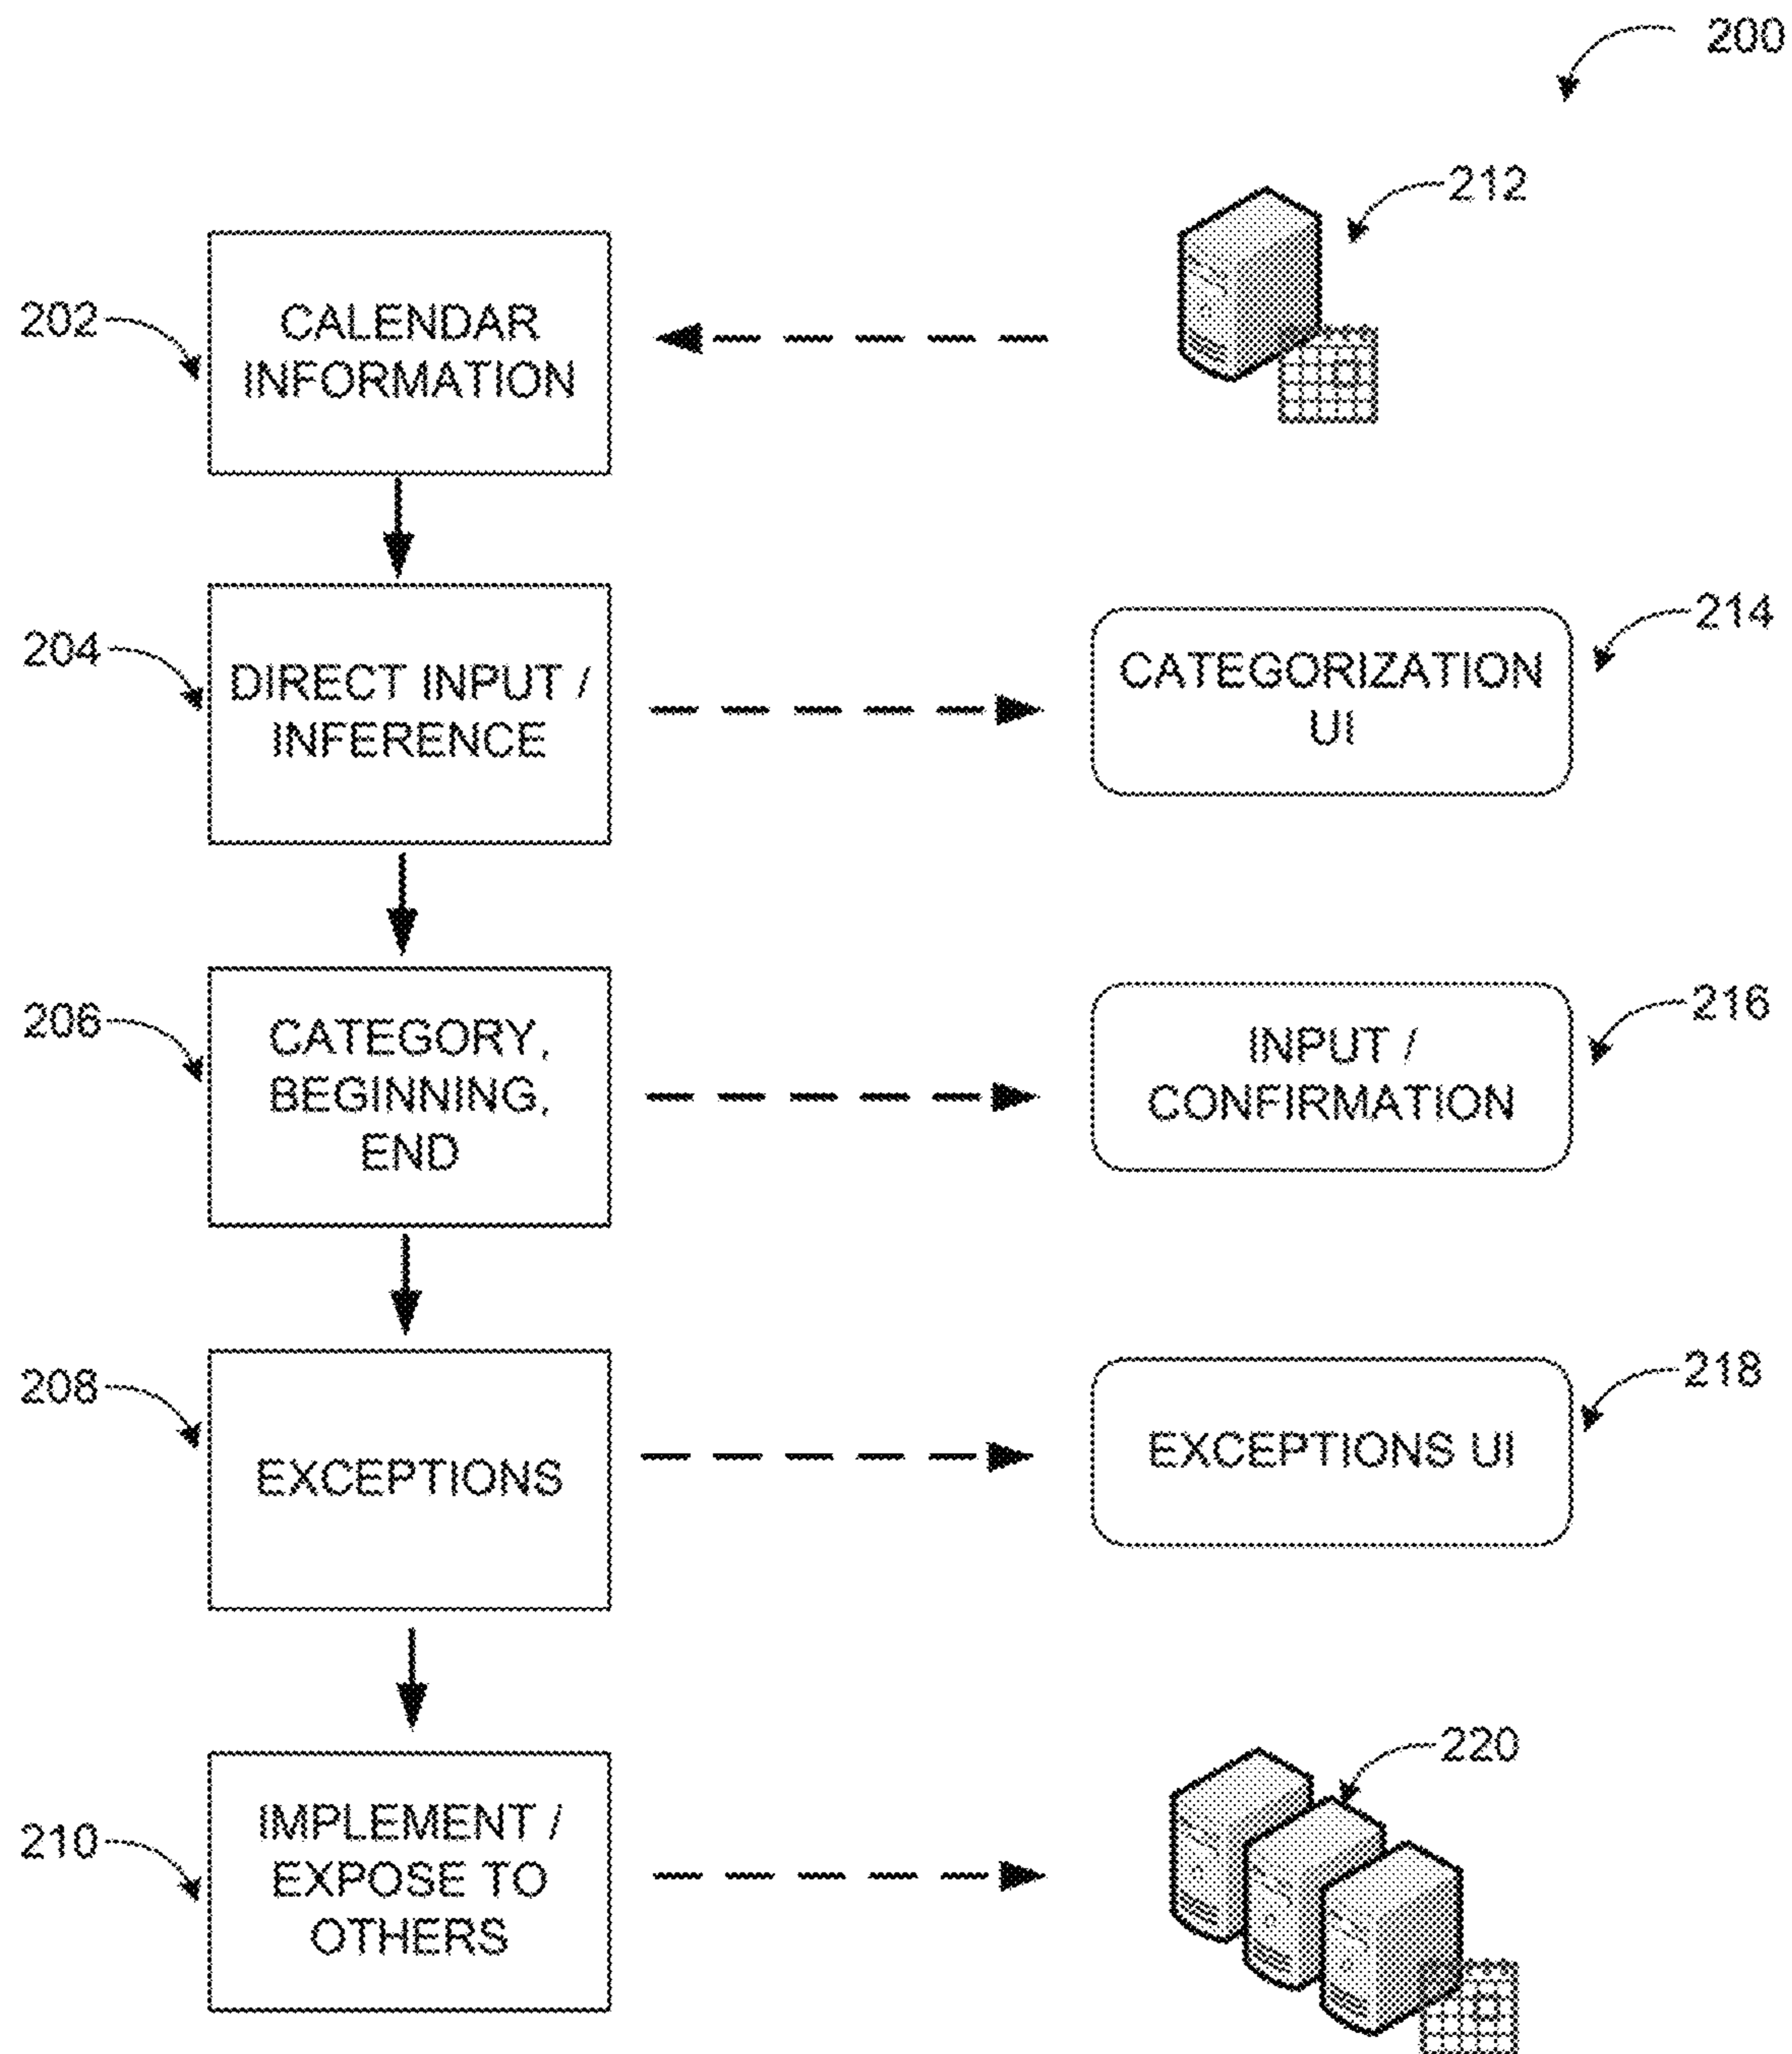 200
212
202
CALENDAR
INFORMATION
204
DIRECT INPUT /
INFERENCE
214
CATEGORIZATION
UI
206
CATEGORY,
BEGINNING,
END
216
INPUT /
CONFIRMATION
208
EXCEPTIONS
218
EXCEPTIONS UI
210
IMPLEMENT /
EXPOSE TO
OTHERS
220